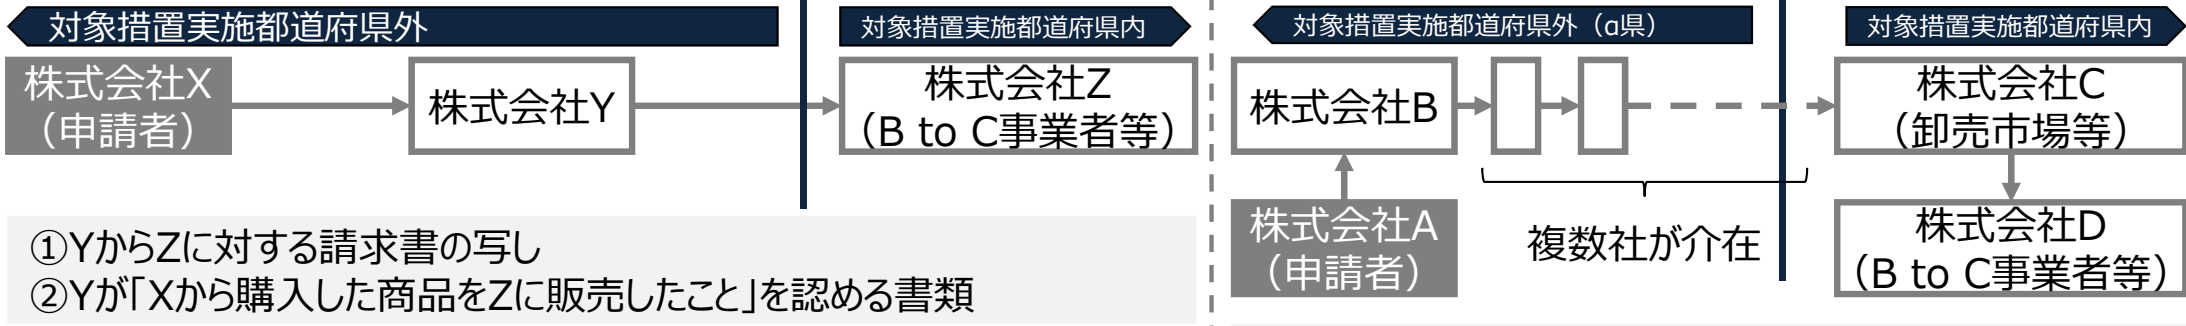 対象措置実施都道府県外
対象措置実施都道府県内
株式会社X
（申請者）
株式会社Y
株式会社Z
（B to C事業者等）
①YからZに対する請求書の写し
②Yが「Xから購入した商品をZに販売したこと」を認める書類
対象措置実施都道府県外（α県）
対象措置実施都道府県内
株式会社B
株式会社C
（卸売市場等）
株式会社A
（申請者）
複数社が介在
株式会社D
（B to C事業者等）